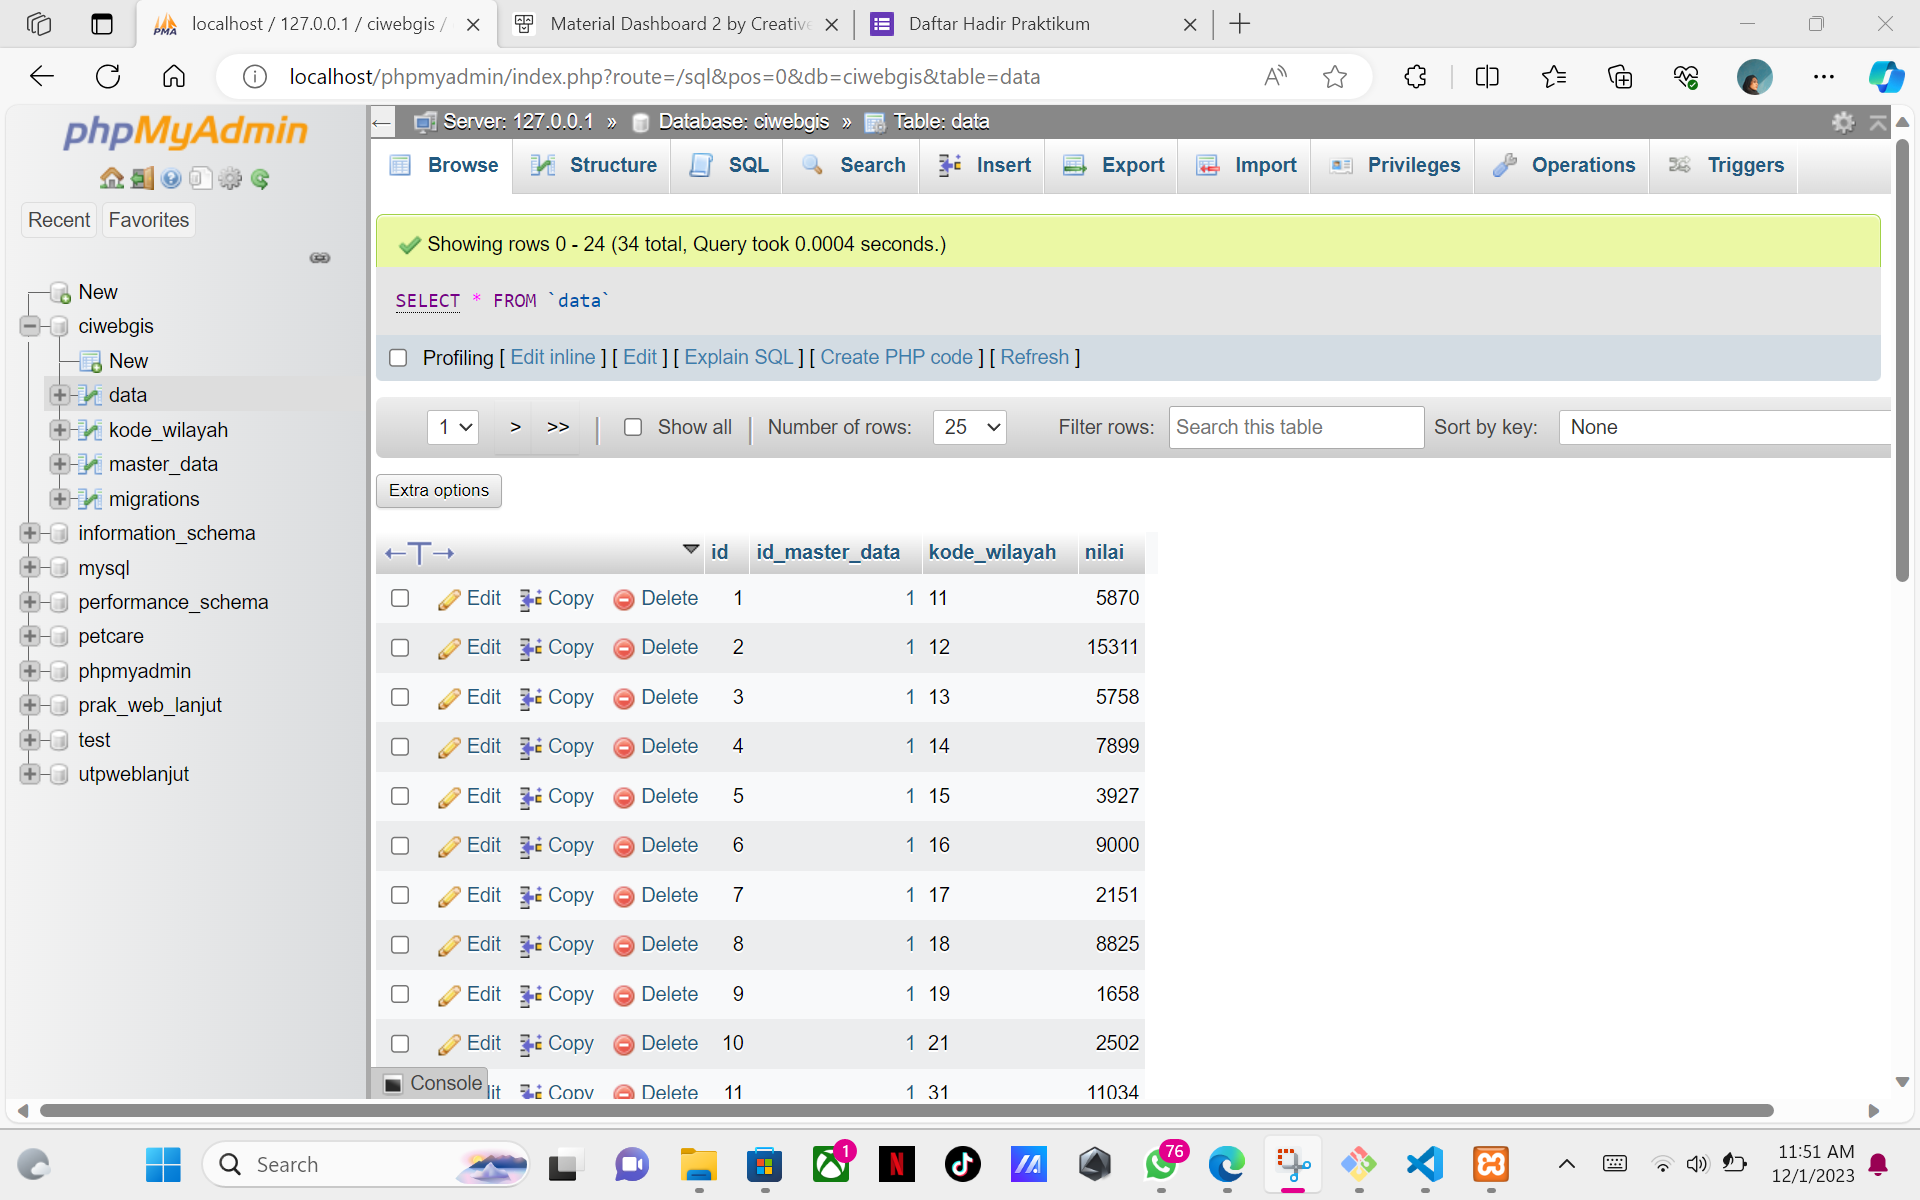 localhost / 127.0.0.1 / ciwebgis /
Material Dashboard 2 by Creative
Daftar Hadir Praktikum
localhost/phpmyadmin/index.php?route=/sql&pos=0&db=ciwebgis&table=data
phpMyAdmin
Recent
Favorites
New
ciwebgis
New
data
kode_wilayah
master_data
migrations
information_schema
mysql
performance_schema
petcare
phpmyadmin
prak_web_lanjut
test
utpweblanjut
Server: 127.0.0.1 » Database: ciwebgis » Table: data
Browse Structure SQL Search Insert Export Import Privileges Operations Triggers
Showing rows 0 - 24 (34 total, Query took 0.0004 seconds.)
SELECT * FROM `data`
Profiling [ Edit inline ] [ Edit ] [ Explain SQL ] [ Create PHP code ] [ Refresh ]
1 > >> | Show all | Number of rows: 25 Filter rows: Search this table Sort by key: None
Extra options
←T→ id id_master_data kode_wilayah nilai
Edit Copy Delete 1 1 11 5870
Edit Copy Delete 2 1 12 15311
Edit Copy Delete 3 1 13 5758
Edit Copy Delete 4 1 14 7899
Edit Copy Delete 5 1 15 3927
Edit Copy Delete 6 1 16 9000
Edit Copy Delete 7 1 17 2151
Edit Copy Delete 8 1 18 8825
Edit Copy Delete 9 1 19 1658
Edit Copy Delete 10 1 21 2502
Console
Copy Delete 11 1 31 11034
Search
1
76
11:51 AM
12/1/2023